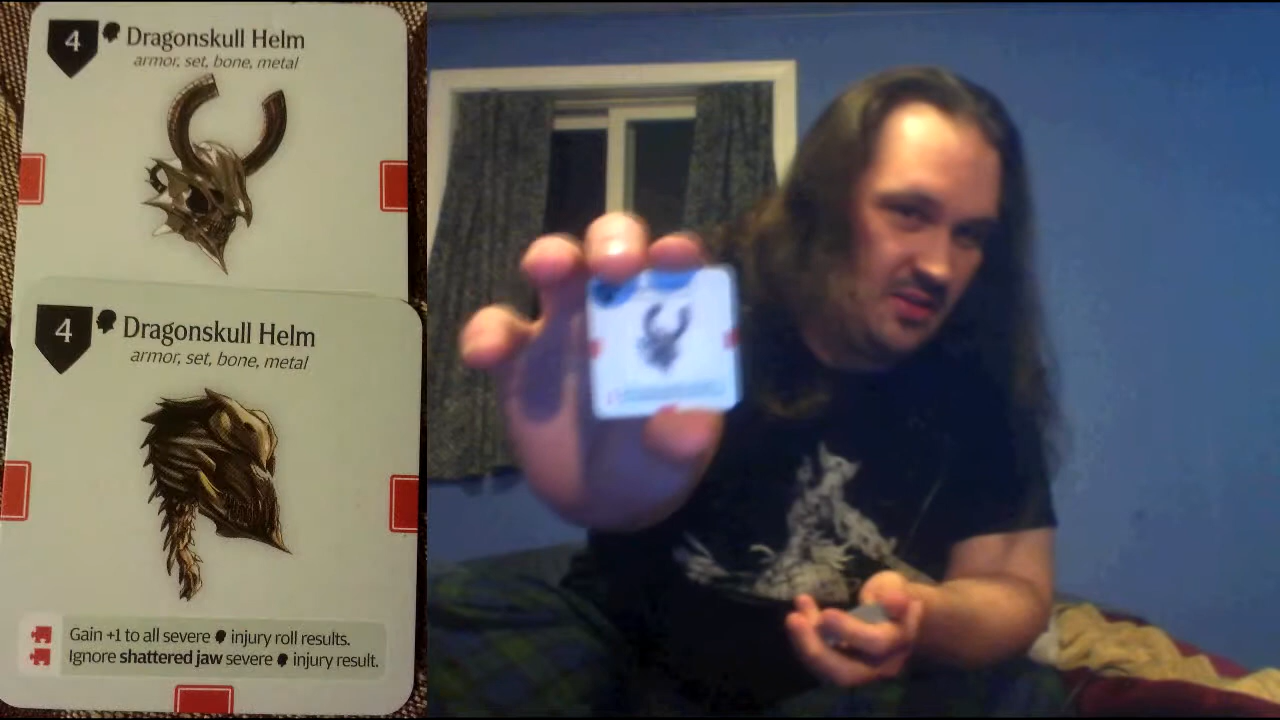 4 Dragonskull Helm
armor, set, bone, metal
4 Dragonskull Helm
armor, set, bone, metal
Gain +1 to all severe injury roll results.
Ignore shattered jaw severe injury result.